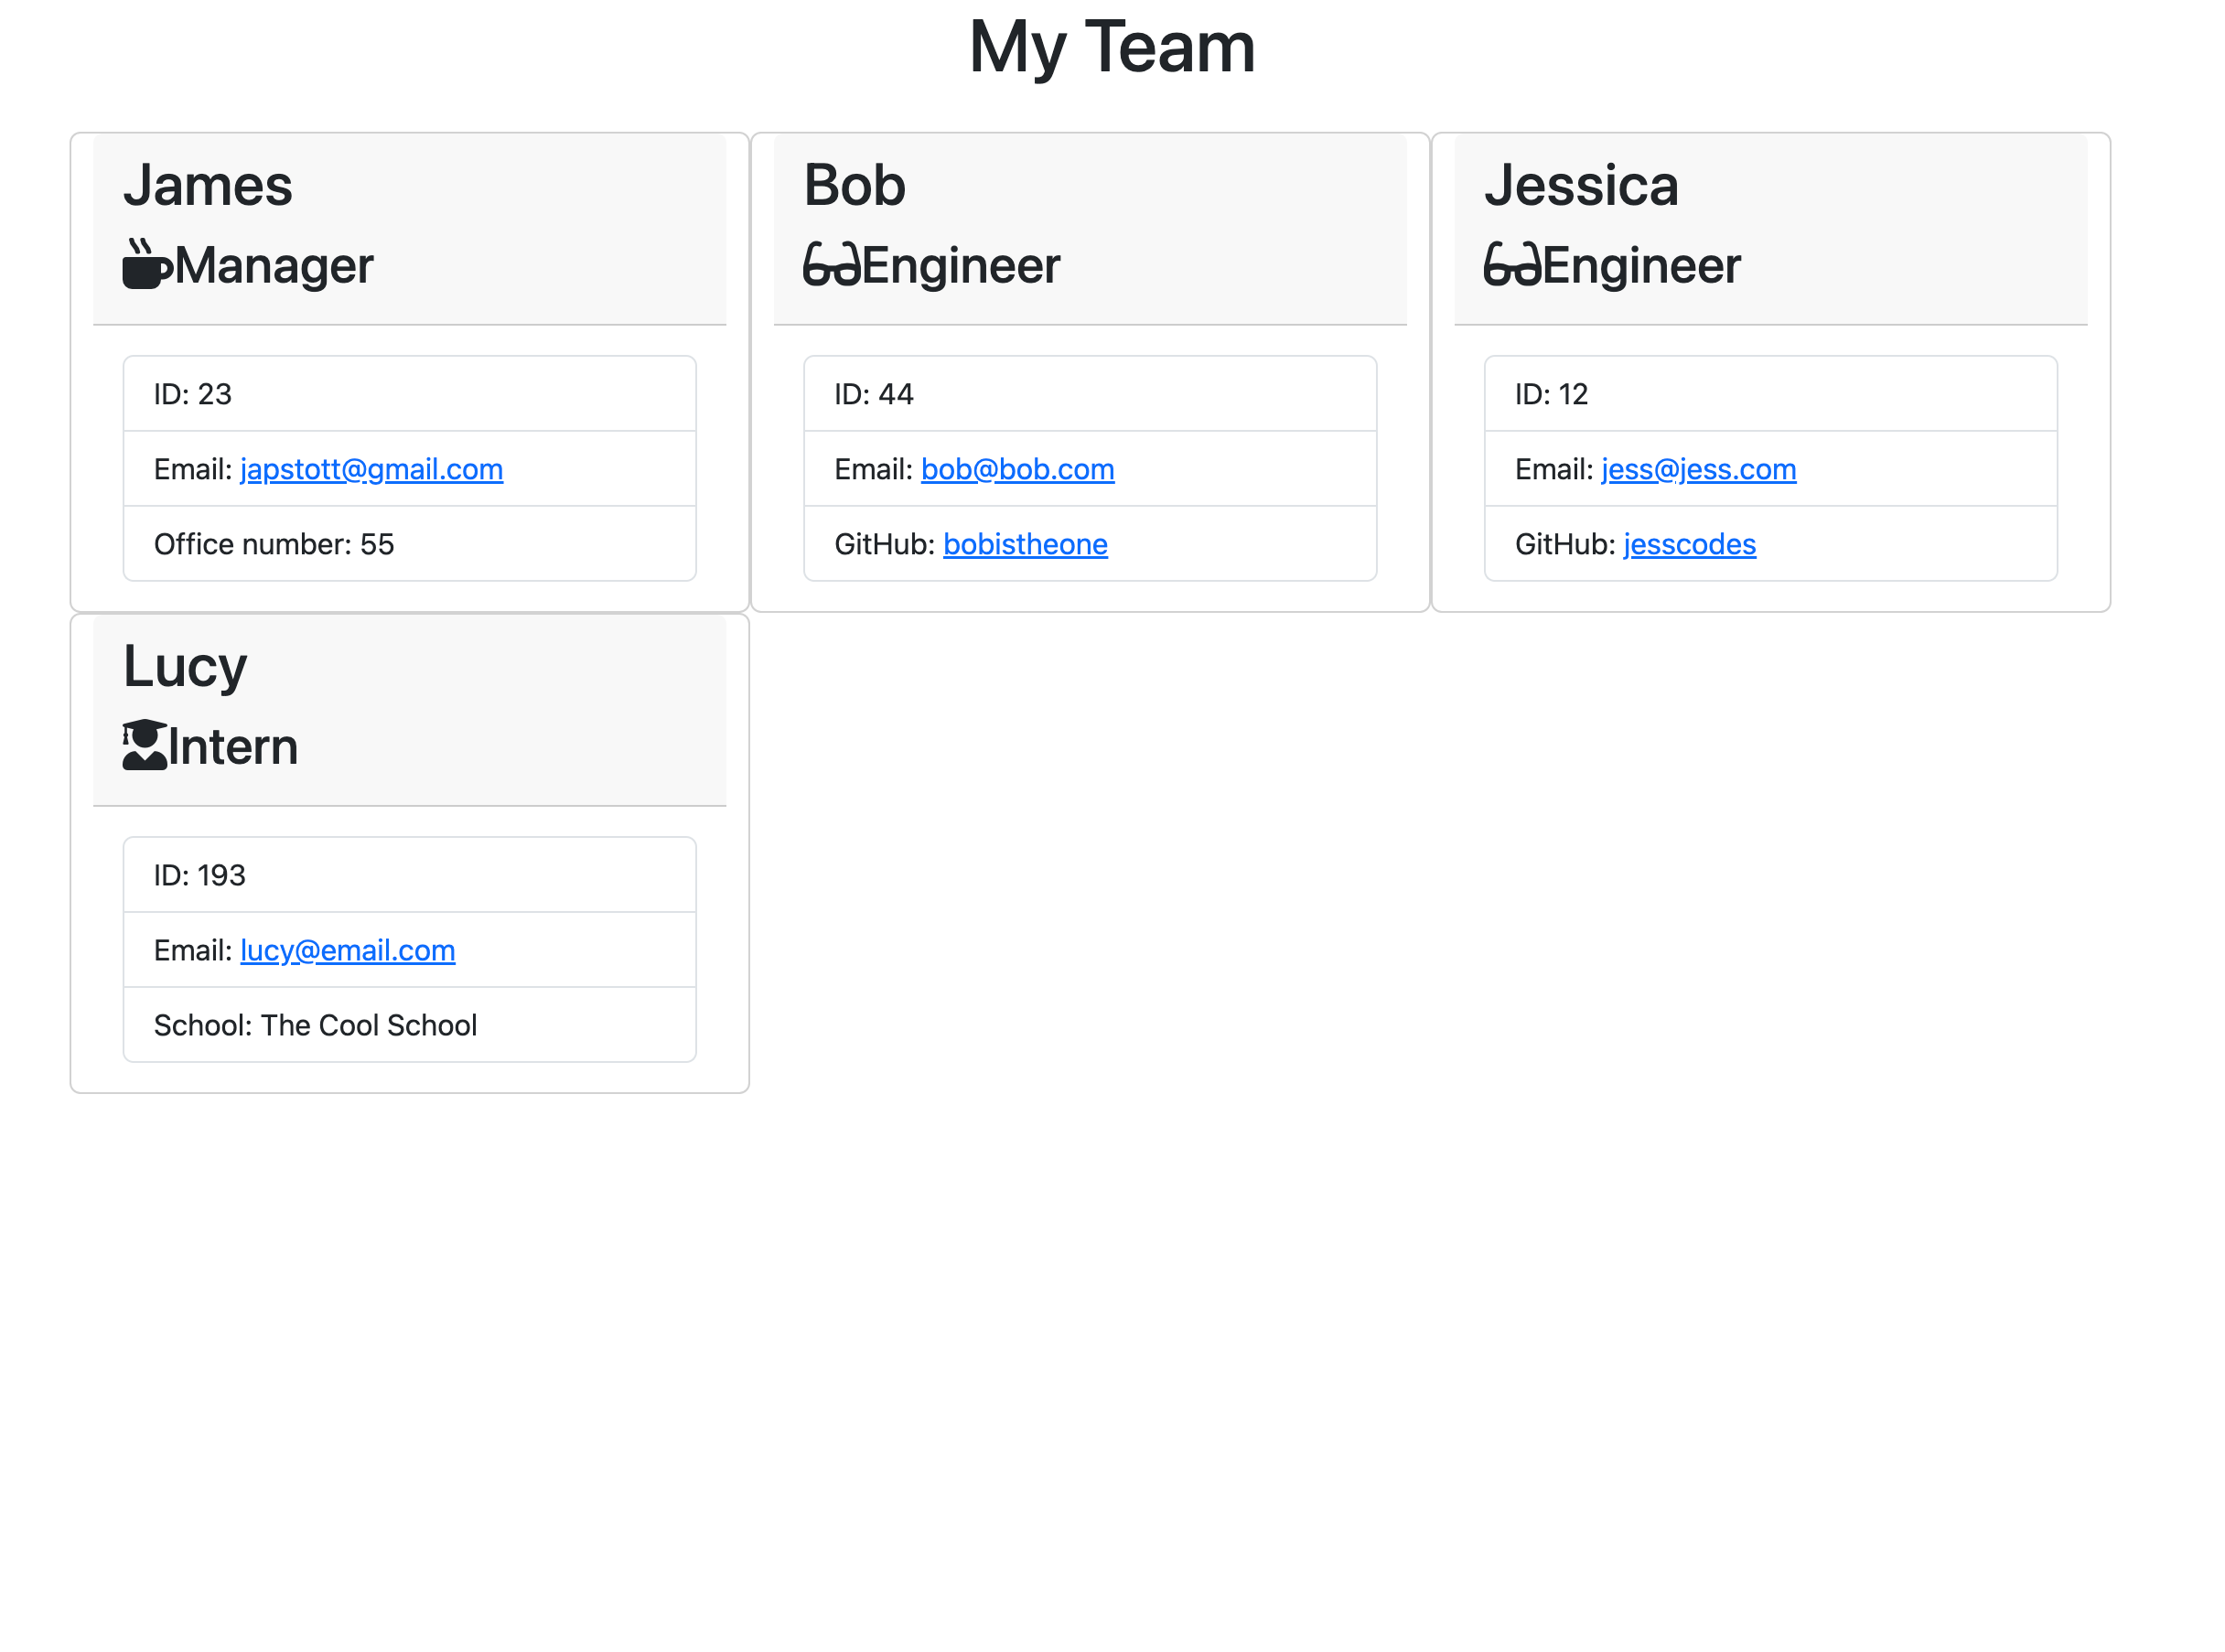 My Team
James
Manager
ID: 23
Email: japstott@gmail.com
Office number: 55
Bob
Engineer
ID: 44
Email: bob@bob.com
GitHub: bobistheone
Jessica
Engineer
ID: 12
Email: jess@jess.com
GitHub: jesscodes
Lucy
Intern
ID: 193
Email: lucy@email.com
School: The Cool School